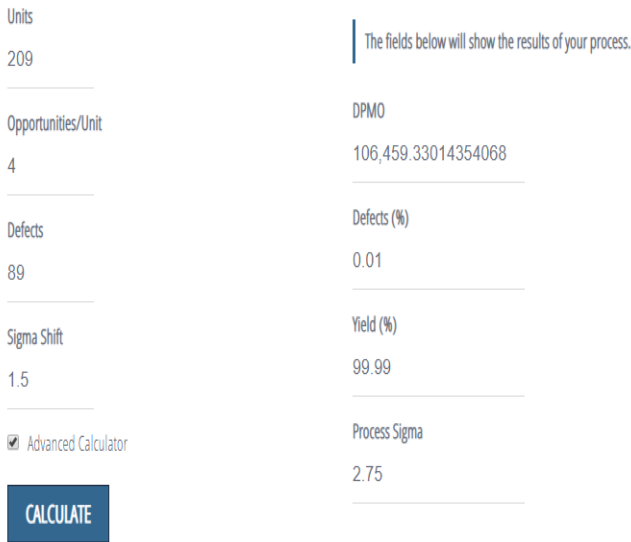 Units
209
Opportunities/Unit
4
Defects
89
Sigma Shift
1.5
Advanced Calculator
CALCULATE
The fields below will show the results of your process.
DPMO
106,459.33014354068
Defects (%)
0.01
Yield (%)
99.99
Process Sigma
2.75